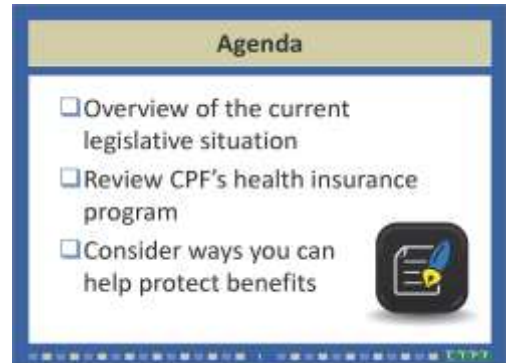 Agenda
❑Overview of the current
legislative situation
❑Review CPF's health insurance
program
❑Consider ways you can
help protect benefits